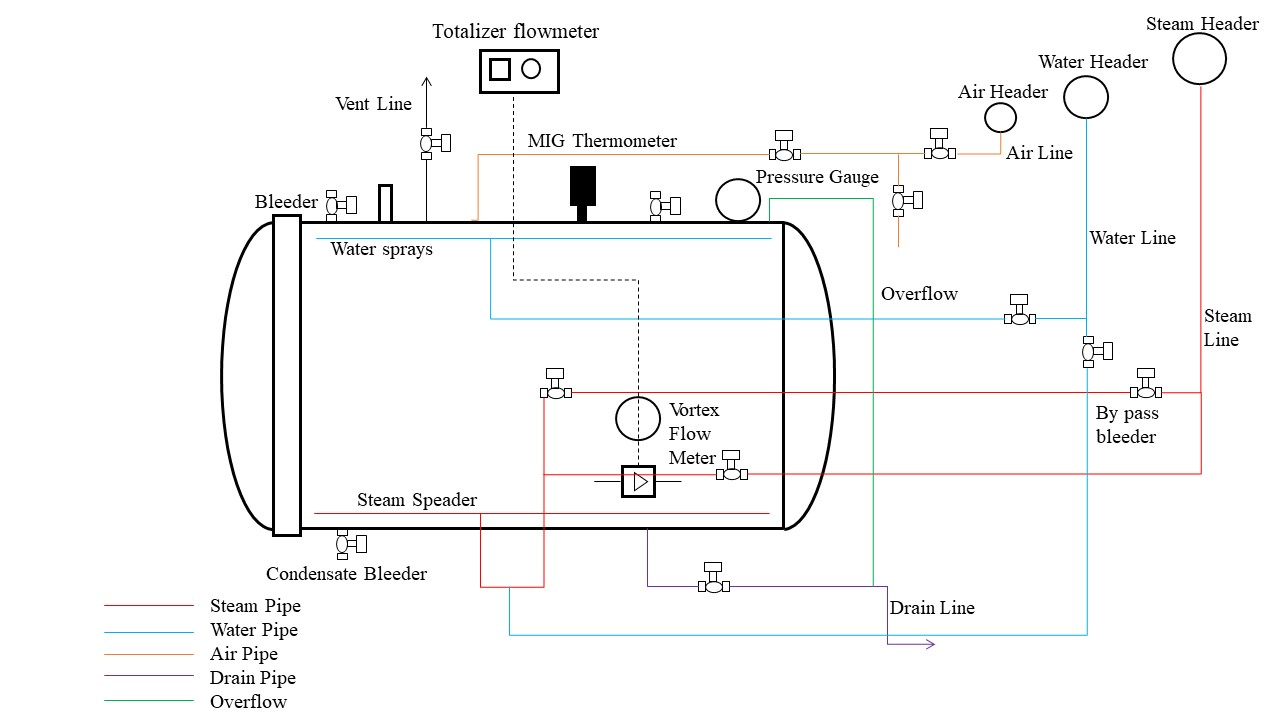 Steam Header
Totalizer flowmeter
Water Header
Air Header
Vent Line
MIG Thermometer
Air Line
Pressure Gauge
Bleeder
Water sprays
Water Line
Overflow
Steam
Line
Vortex
Flow
Meter
By pass
bleeder
Steam Speader
Condensate Bleeder
Drain Line
Steam Pipe
Water Pipe
Air Pipe
Drain Pipe
Overflow